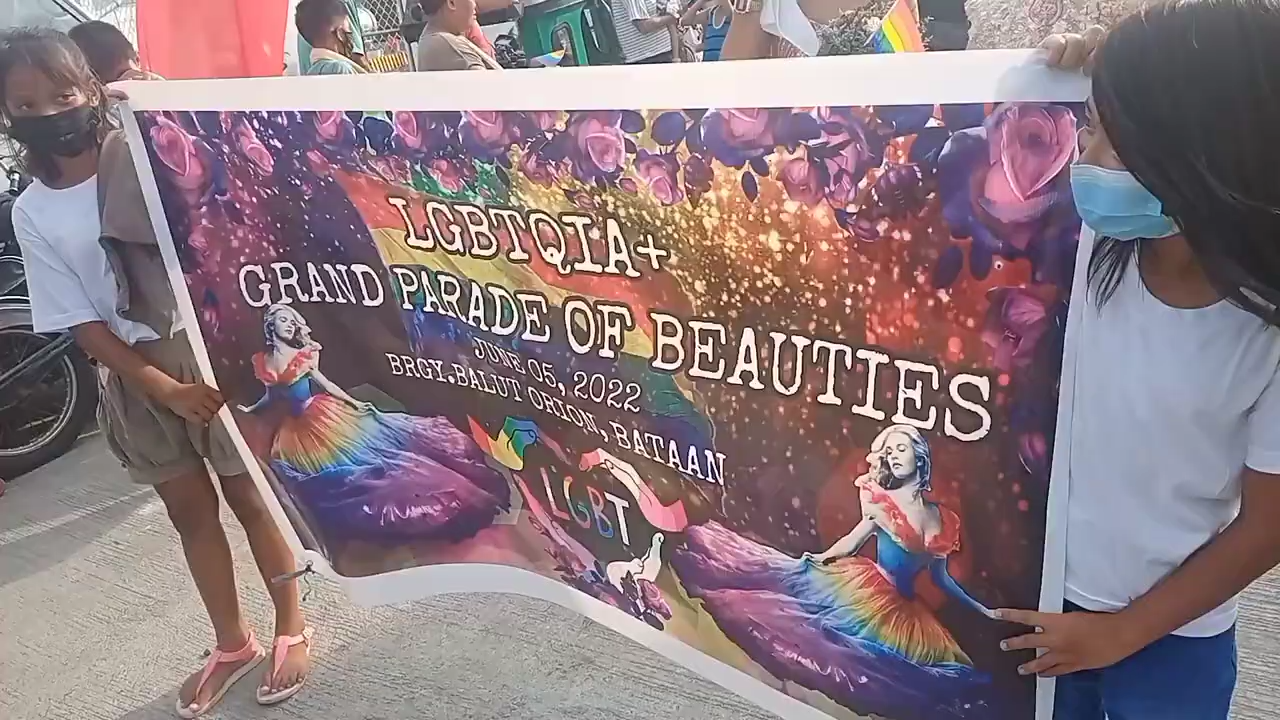 LGBTQIA+
GRAND PARADE OF BEAUTIES
JUNE 05, 2022
BRGY.BALUT ORION, BATAAN
LGBT